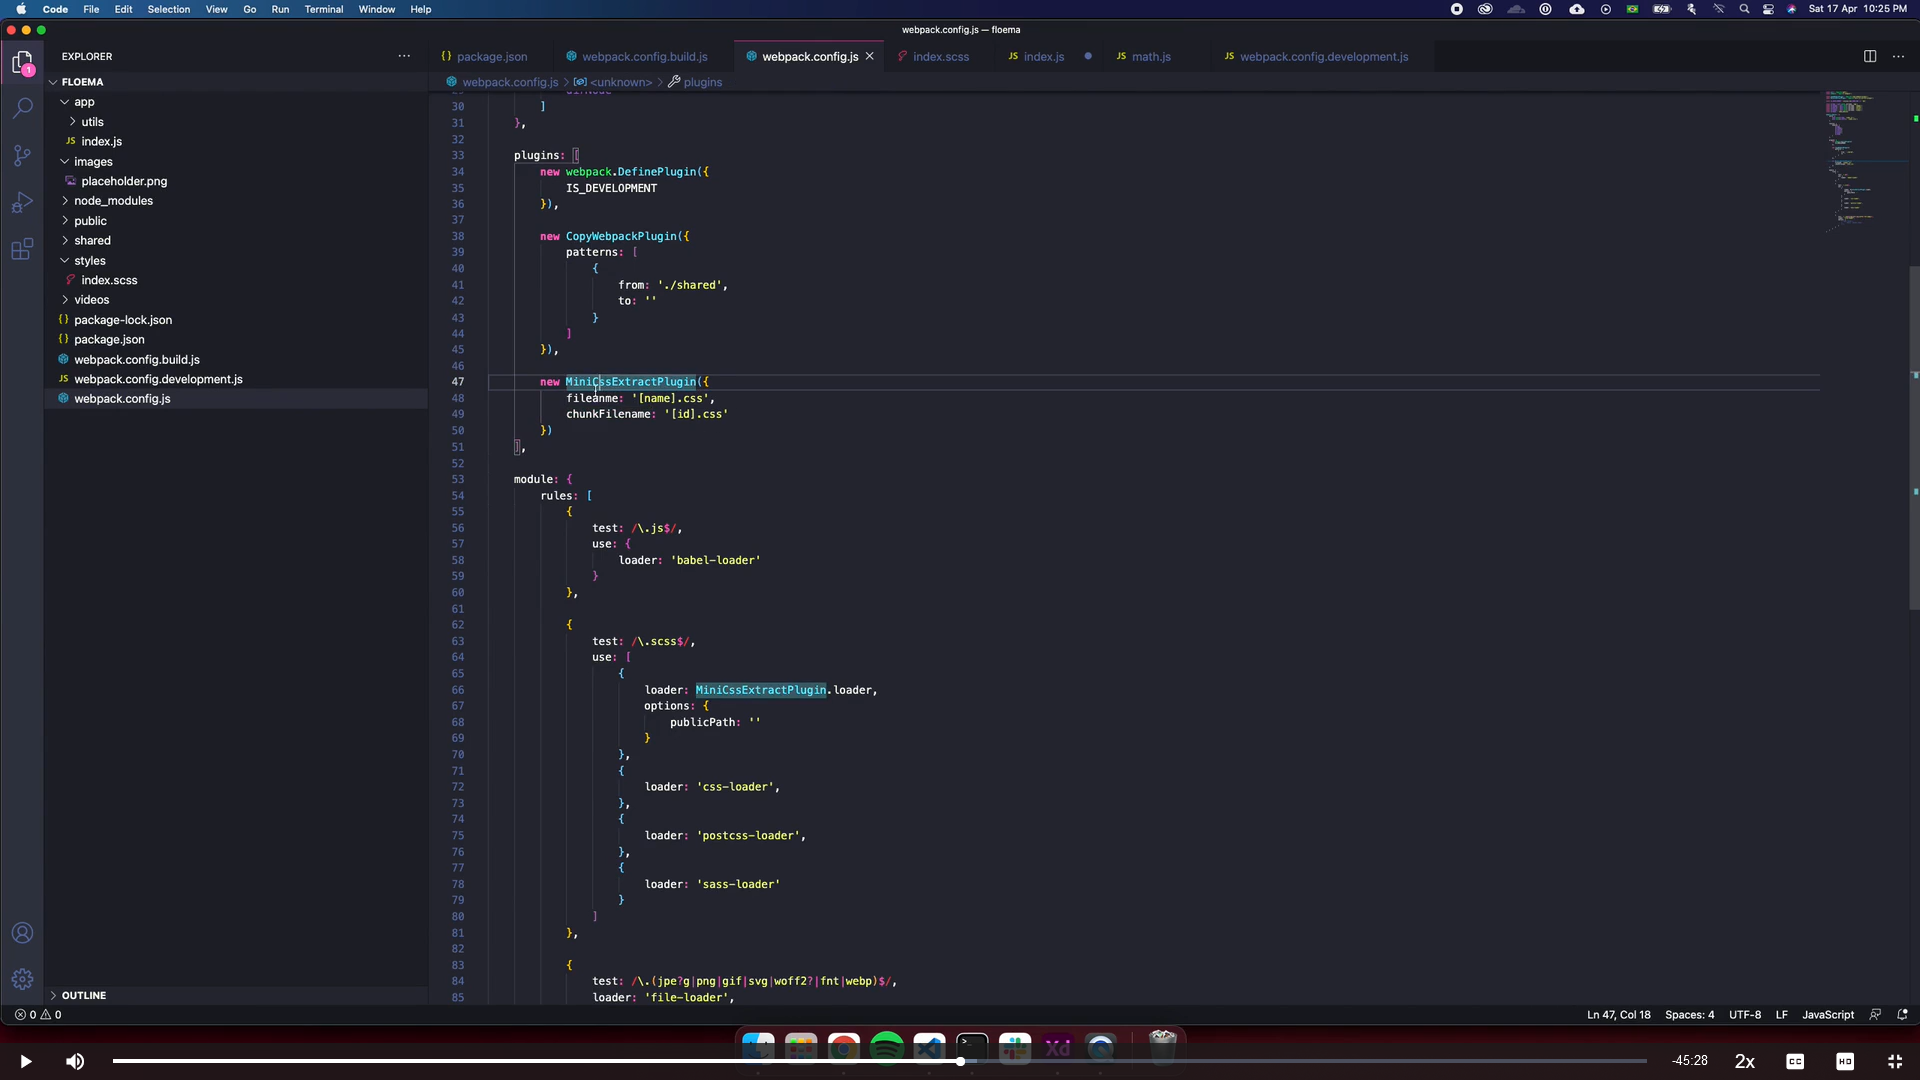 Code File Edit Selection View Go Run Terminal Window Help
Sat 17 Apr 10:25 PM
webpack.config.js — floema
EXPLORER
1
FLOEMA
app
utils
JS index.js
images
placeholder.png
node_modules
public
shared
styles
index.scss
videos
{} package-lock.json
{} package.json
webpack.config.build.js
JS webpack.config.development.js
webpack.config.js
OUTLINE
{} package.json
webpack.config.build.js
webpack.config.js
index.scss
JS index.js
JS math.js
JS webpack.config.development.js
webpack.config.js > <unknown> > plugins
30 ]
31 },
32
33 plugins: [
34 new webpack.DefinePlugin({
35 IS_DEVELOPMENT
36 }),
37
38 new CopyWebpackPlugin({
39 patterns: [
40 {
41 from: './shared',
42 to: ''
43 }
44 ]
45 }),
46
47 new MiniCssExtractPlugin({
48 fileanme: '[name].css',
49 chunkFilename: '[id].css'
50 })
51 ],
52
53 module: {
54 rules: [
55 {
56 test: /\.js$/,
57 use: {
58 loader: 'babel-loader'
59 }
60 },
61
62 {
63 test: /\.scss$/,
64 use: [
65 {
66 loader: MiniCssExtractPlugin.loader,
67 options: {
68 publicPath: ''
69 }
70 },
71 {
72 loader: 'css-loader',
73 },
74 {
75 loader: 'postcss-loader',
76 },
77 {
78 loader: 'sass-loader'
79 }
80 ]
81 },
82
83 {
84 test: /\.(jpe?g|png|gif|svg|woff2?|fnt|webp)$/,
85 loader: 'file-loader',
0 0
Ln 47, Col 18 Spaces: 4 UTF-8 LF JavaScript
Xd
-45:28 2x CC HD